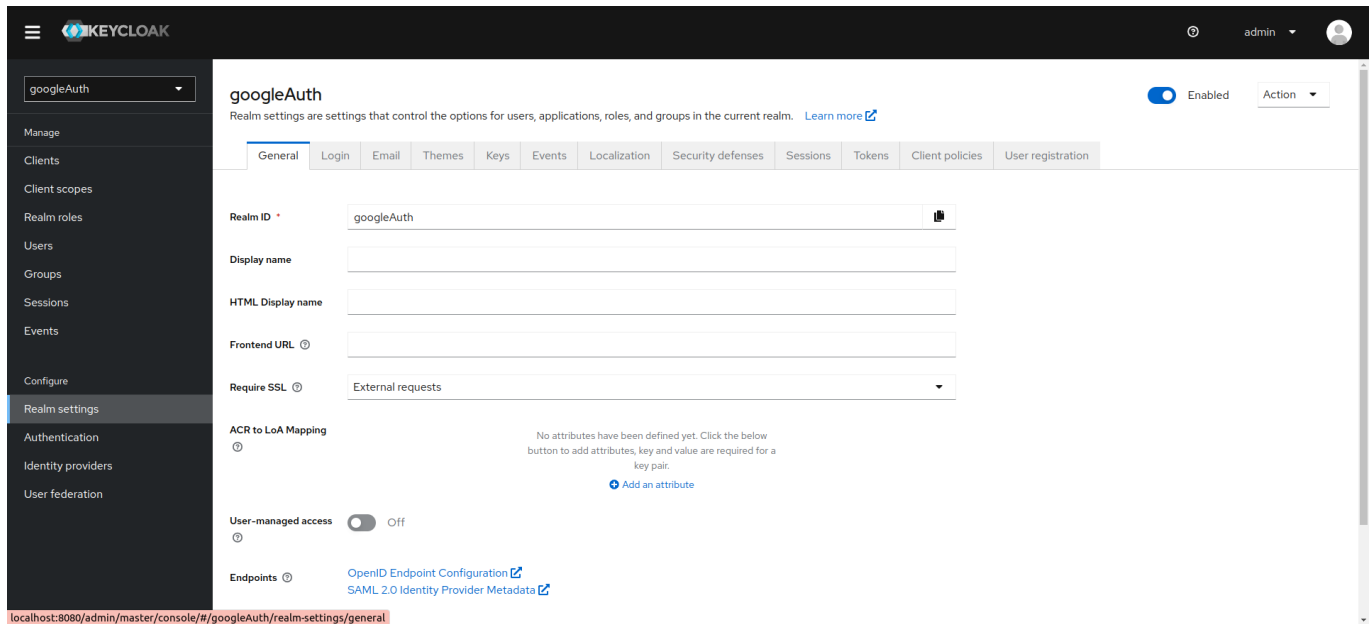 KEYCLOAK
admin
googleAuth
Manage
Clients
Client scopes
Realm roles
Users
Groups
Sessions
Events
Configure
Realm settings
Authentication
Identity providers
User federation
googleAuth
Enabled
Action
Realm settings are settings that control the options for users, applications, roles, and groups in the current realm. Learn more
General Login Email Themes Keys Events Localization Security defenses Sessions Tokens Client policies User registration
Realm ID * googleAuth
Display name
HTML Display name
Frontend URL
Require SSL External requests
ACR to LoA Mapping
No attributes have been defined yet. Click the below
button to add attributes, key and value are required for a
key pair.
Add an attribute
User-managed access Off
Endpoints OpenID Endpoint Configuration
SAML 2.0 Identity Provider Metadata
localhost:8080/admin/master/console/#/googleAuth/realm-settings/general